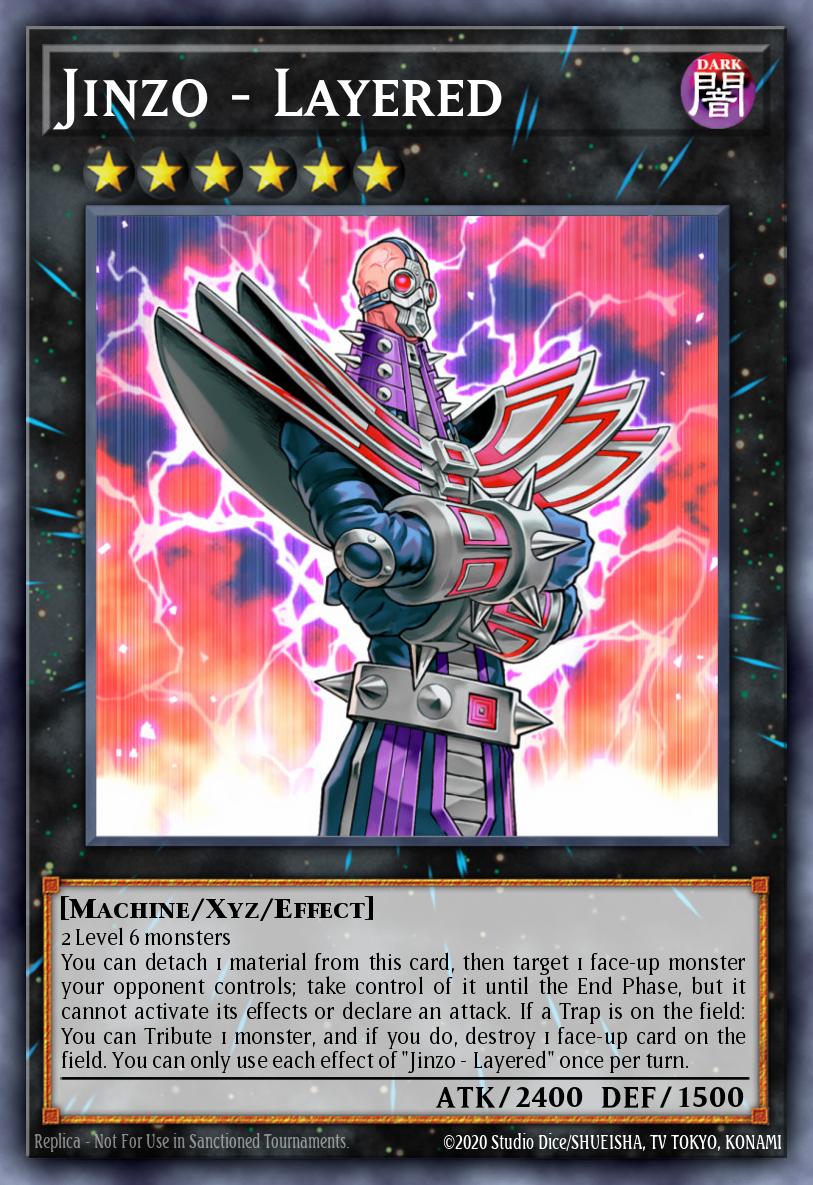 Jinzo - Layered
DARK
闇
[Machine/Xyz/Effect]
2 Level 6 monsters
You can detach 1 material from this card, then target 1 face-up monster
your opponent controls; take control of it until the End Phase, but it
cannot activate its effects or declare an attack. If a Trap is on the field:
You can Tribute 1 monster, and if you do, destroy 1 face-up card on the
field. You can only use each effect of "Jinzo - Layered" once per turn.
ATK/2400 DEF/1500
Replica - Not For Use in Sanctioned Tournaments.
©2020 Studio Dice/SHUEISHA, TV TOKYO, KONAMI